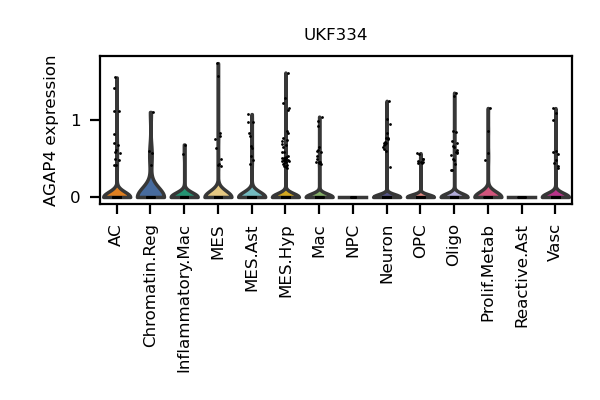 UKF334
AGAP4 expression
1
0
AC
Chromatin.Reg
Inflammatory.Mac
MES
MES.Ast
MES.Hyp
Mac
NPC
Neuron
OPC
Oligo
Prolif.Metab
Reactive.Ast
Vasc